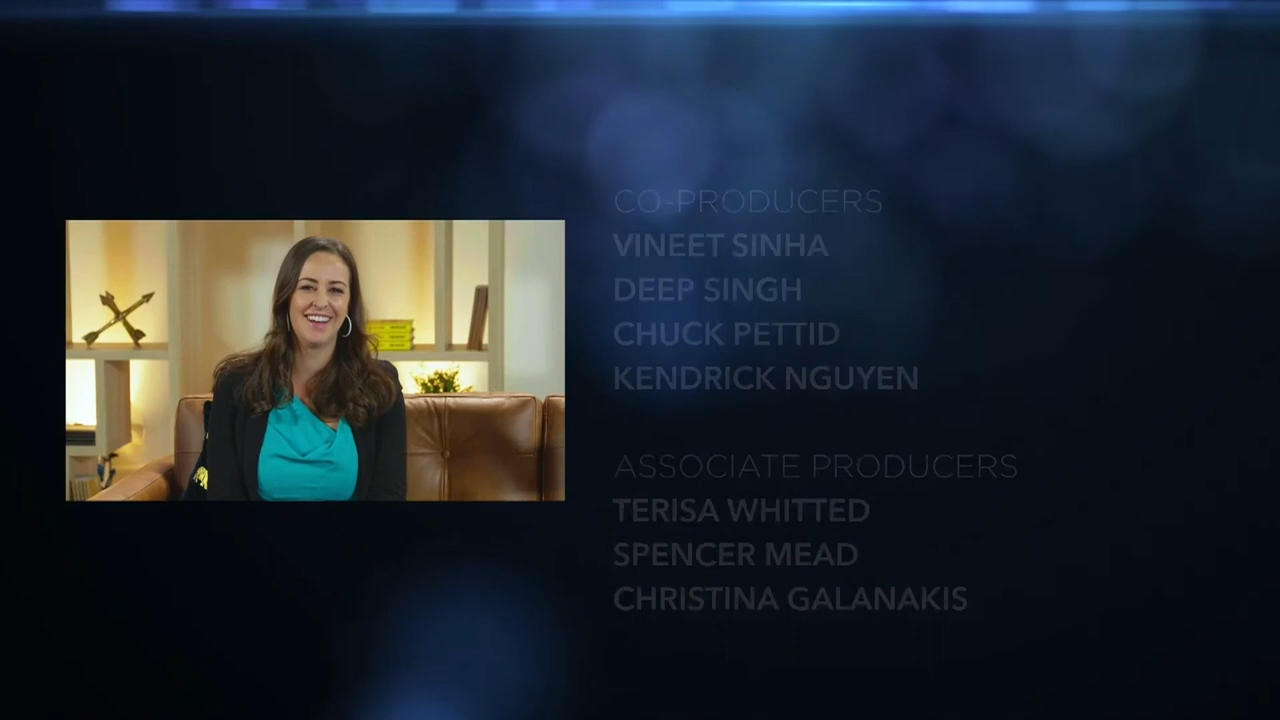 CO-PRODUCERS
VINEET SINHA
DEEP SINGH
CHUCK PETTID
KENDRICK NGUYEN
ASSOCIATE PRODUCERS
TERISA WHITTED
SPENCER MEAD
CHRISTINA GALANAKIS